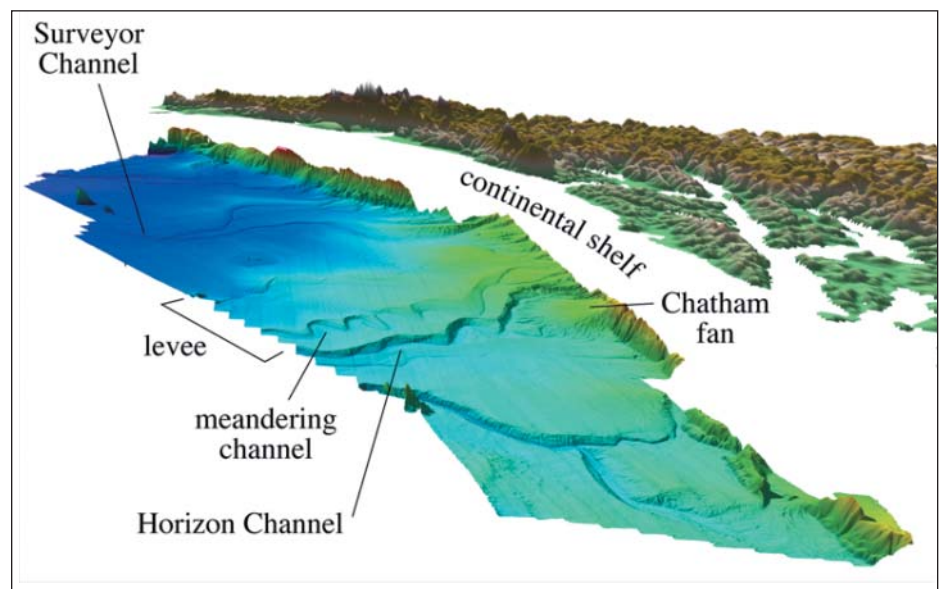 Surveyor
Channel
continental shelf
Chatham
fan
levee
meandering
channel
Horizon Channel